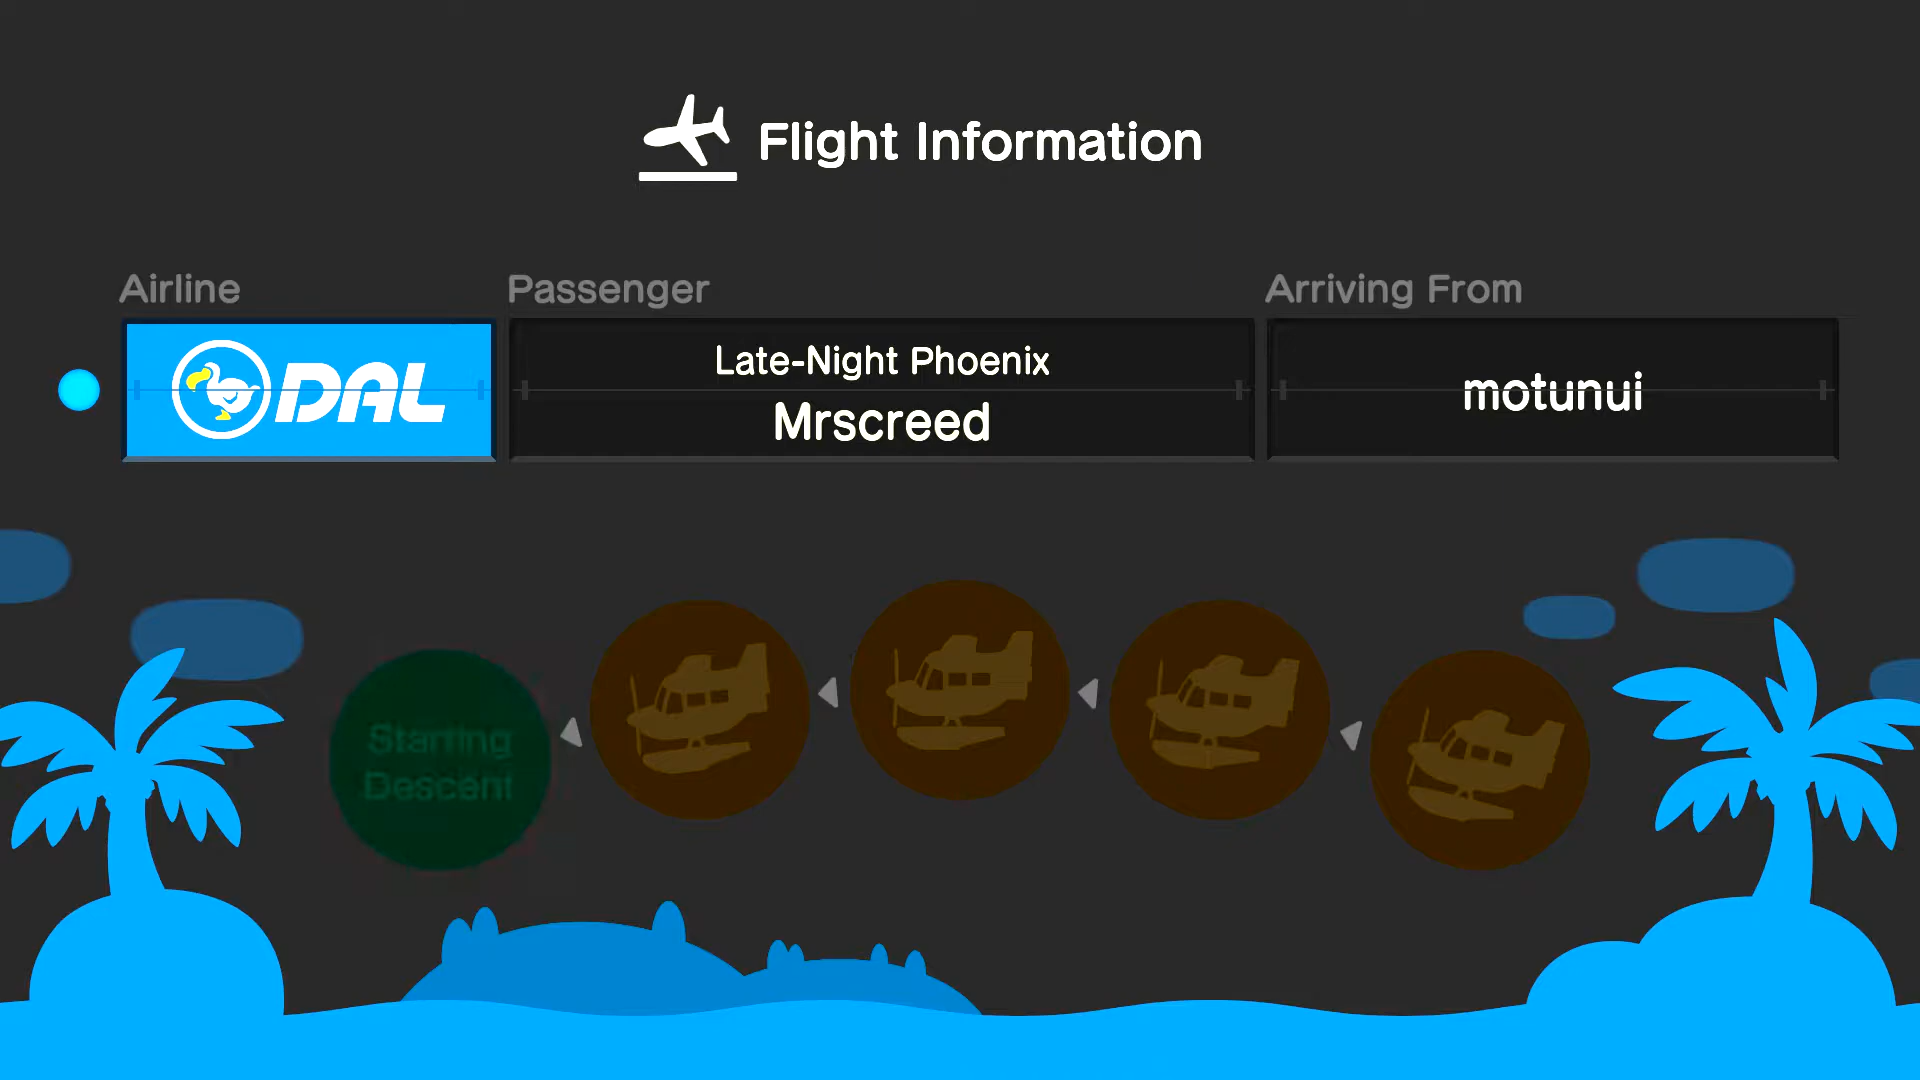 Flight Information
Airline
Passenger
Arriving From
DAL
Late-Night Phoenix
Mrscreed
motunui
Starting
Descent